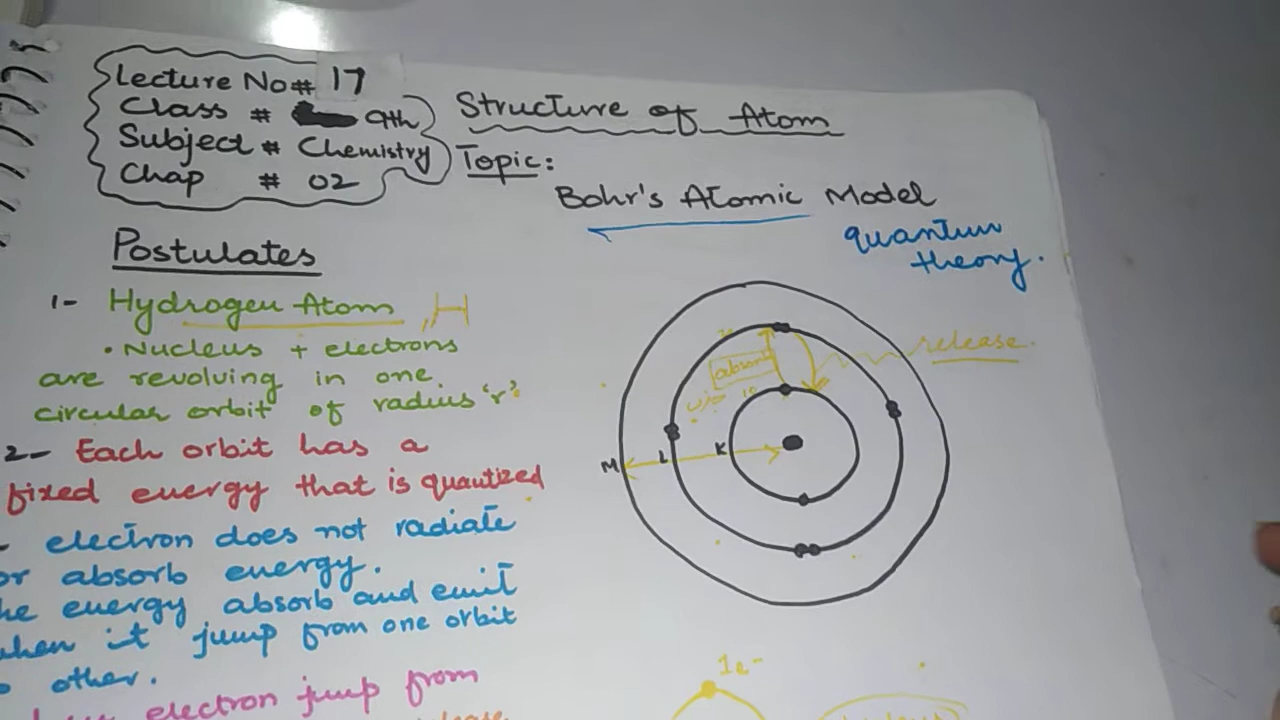 Lecture No# 17
Class # 9th
Subject # Chemistry
Chap # 02
Structure of Atom
Topic:
Bohr's Atomic Model
quantum
theory.
Postulates
1- Hydrogen Atom, H
• Nucleus + electrons
are revolving in one
circular orbit of radius 'r'.
2- Each orbit has a
fixed energy that is quantized
electron does not radiate
or absorb energy.
he energy absorb and emit
when it jump from one orbit
other.
electron jump from
release
absorb
جذب
M L K
1e-